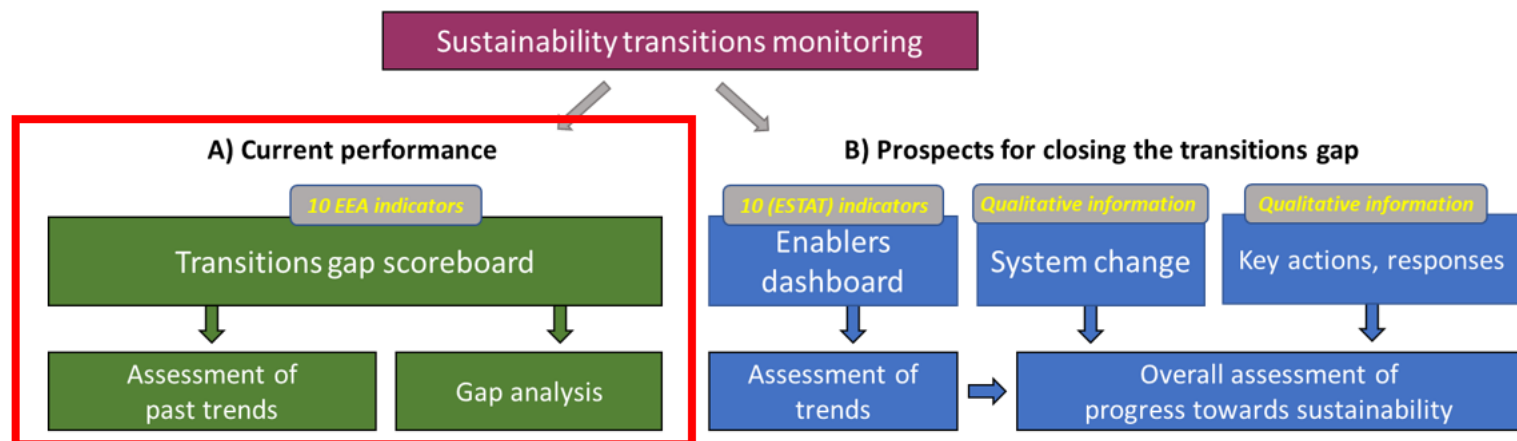 Sustainability transitions monitoring
A) Current performance
10 EEA indicators
Transitions gap scoreboard
Assessment of
past trends
Gap analysis
B) Prospects for closing the transitions gap
10 (ESTAT) indicators
Enablers
dashboard
Qualitative information
System change
Qualitative information
Key actions, responses
Assessment of
trends
Overall assessment of
progress towards sustainability